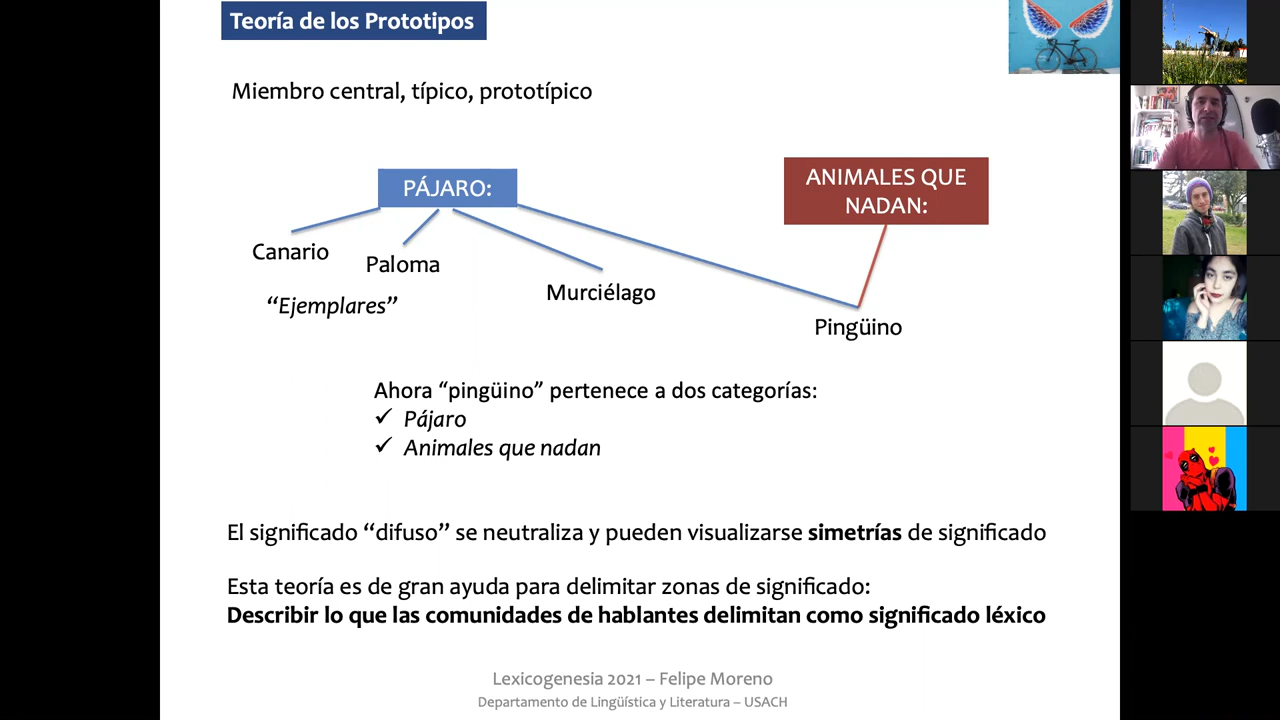 Teoría de los Prototipos
Miembro central, típico, prototípico
PÁJARO:
ANIMALES QUE
NADAN:
Canario
Paloma
Murciélago
"Ejemplares"
Pingüino
Ahora “pingüino” pertenece a dos categorías:
✓ Pájaro
✓ Animales que nadan
El significado “difuso” se neutraliza y pueden visualizarse simetrías de significado
Esta teoría es de gran ayuda para delimitar zonas de significado:
Describir lo que las comunidades de hablantes delimitan como significado léxico
Lexicogenesia 2021 – Felipe Moreno
Departamento de Lingüística y Literatura – USACH